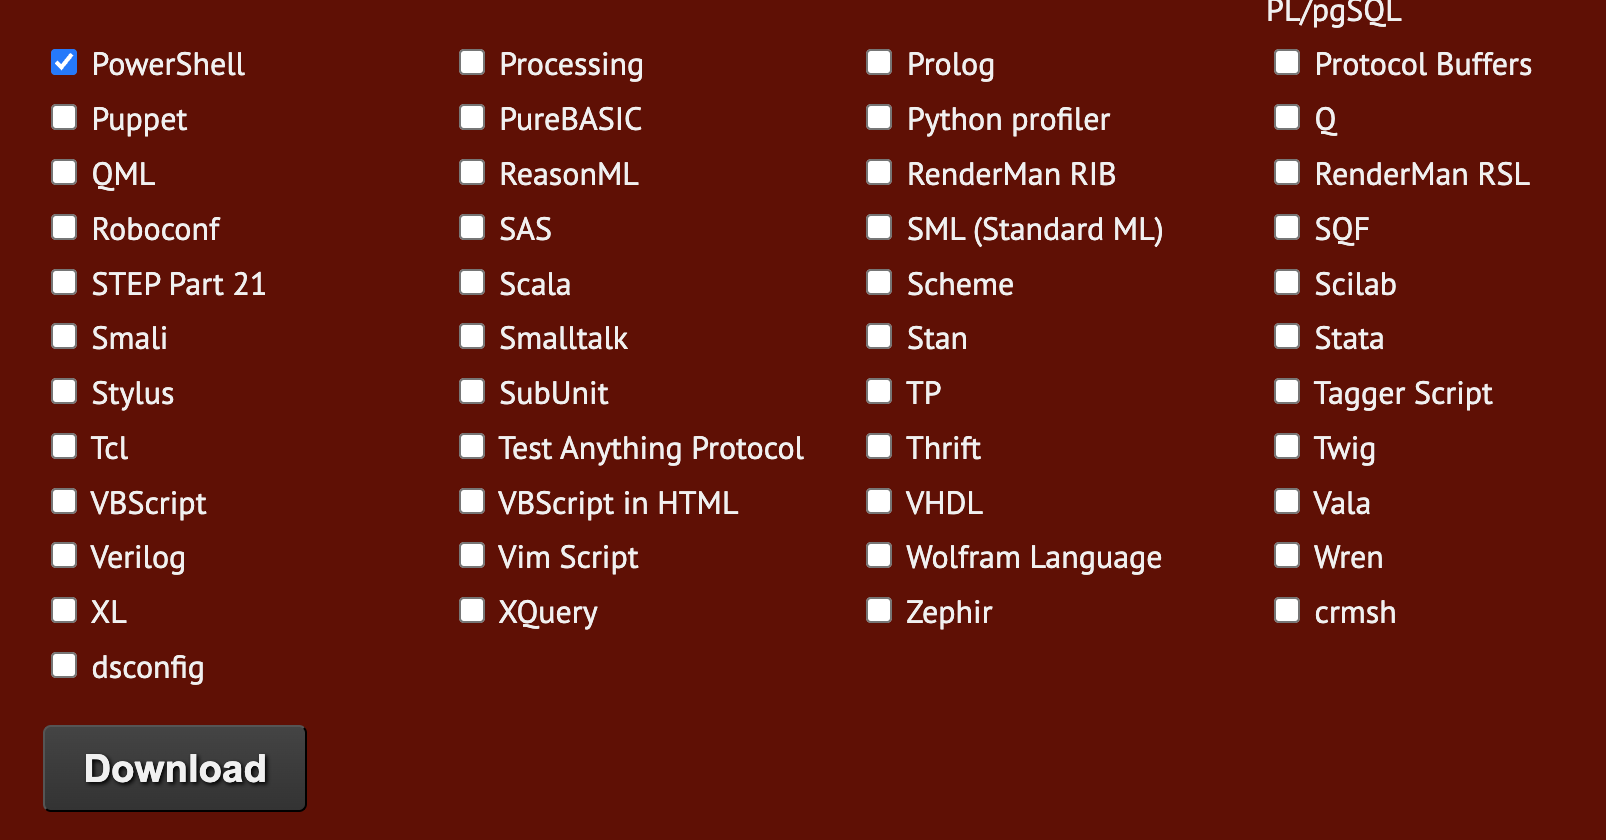 PL/pgSQL
PowerShell Processing Prolog Protocol Buffers
Puppet PureBASIC Python profiler Q
QML ReasonML RenderMan RIB RenderMan RSL
Roboconf SAS SML (Standard ML) SQF
STEP Part 21 Scala Scheme Scilab
Smali Smalltalk Stan Stata
Stylus SubUnit TP Tagger Script
Tcl Test Anything Protocol Thrift Twig
VBScript VBScript in HTML VHDL Vala
Verilog Vim Script Wolfram Language Wren
XL XQuery Zephir crmsh
dsconfig
Download